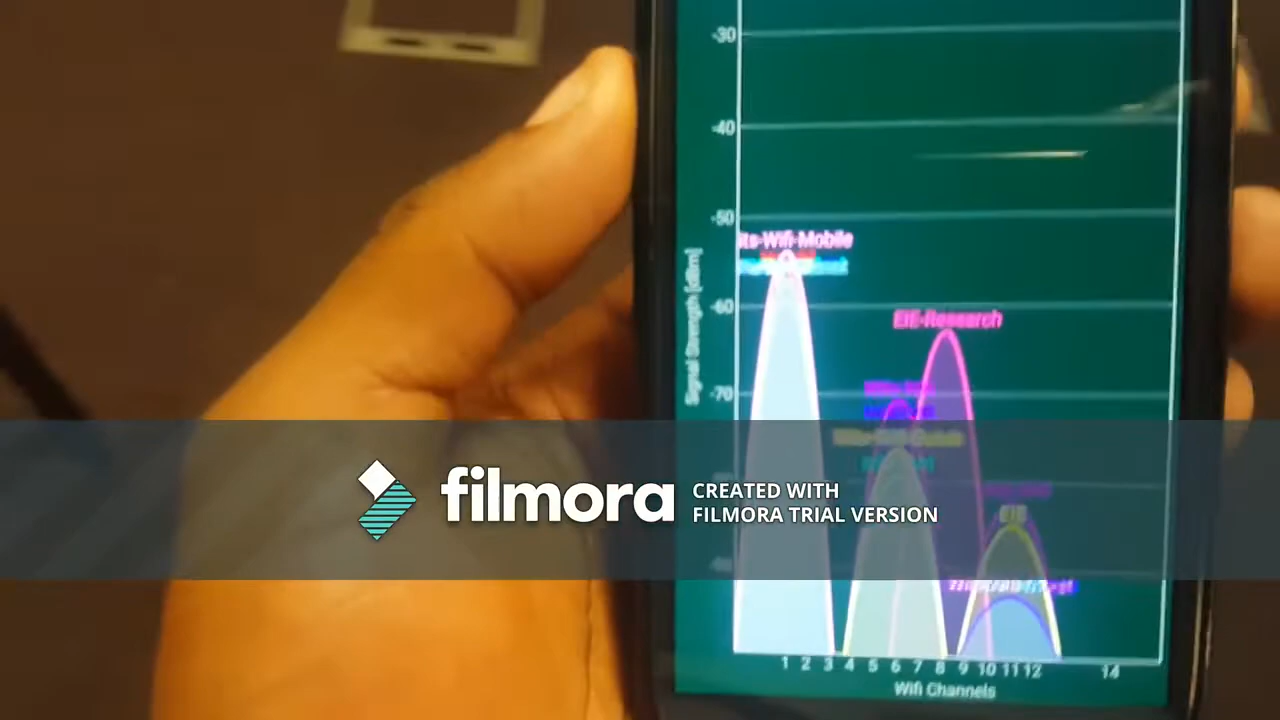 -30
-40
-50
its-Wifi-Mobile
-60
EIE-Research
Signal Strength [dBm]
-70
filmora
CREATED WITH
FILMORA TRIAL VERSION
EIE
1 2 3 4 5 6 7 8 9 10 11 12 14
Wifi Channels